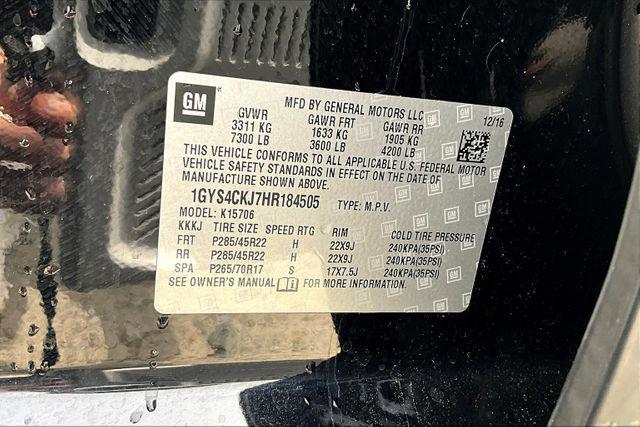 GM
MFD BY GENERAL MOTORS LLC 12/16
GVWR GAWR FRT GAWR RR
3311 KG 1633 KG 1905 KG
7300 LB 3600 LB 4200 LB
THIS VEHICLE CONFORMS TO ALL APPLICABLE U.S. FEDERAL MOTOR
VEHICLE SAFETY STANDARDS IN EFFECT ON THE DATE OF
MANUFACTURE SHOWN ABOVE.
1GYS4CKJ7HR184505 TYPE: M.P.V.
MODEL: K15706
KKKJ TIRE SIZE SPEED RTG RIM COLD TIRE PRESSURE
FRT P285/45R22 H 22X9J 240KPA(35PSI)
RR P285/45R22 H 22X9J 240KPA(35PSI)
SPA P265/70R17 S 17X7.5J 240KPA(35PSI)
SEE OWNER'S MANUAL FOR MORE INFORMATION.